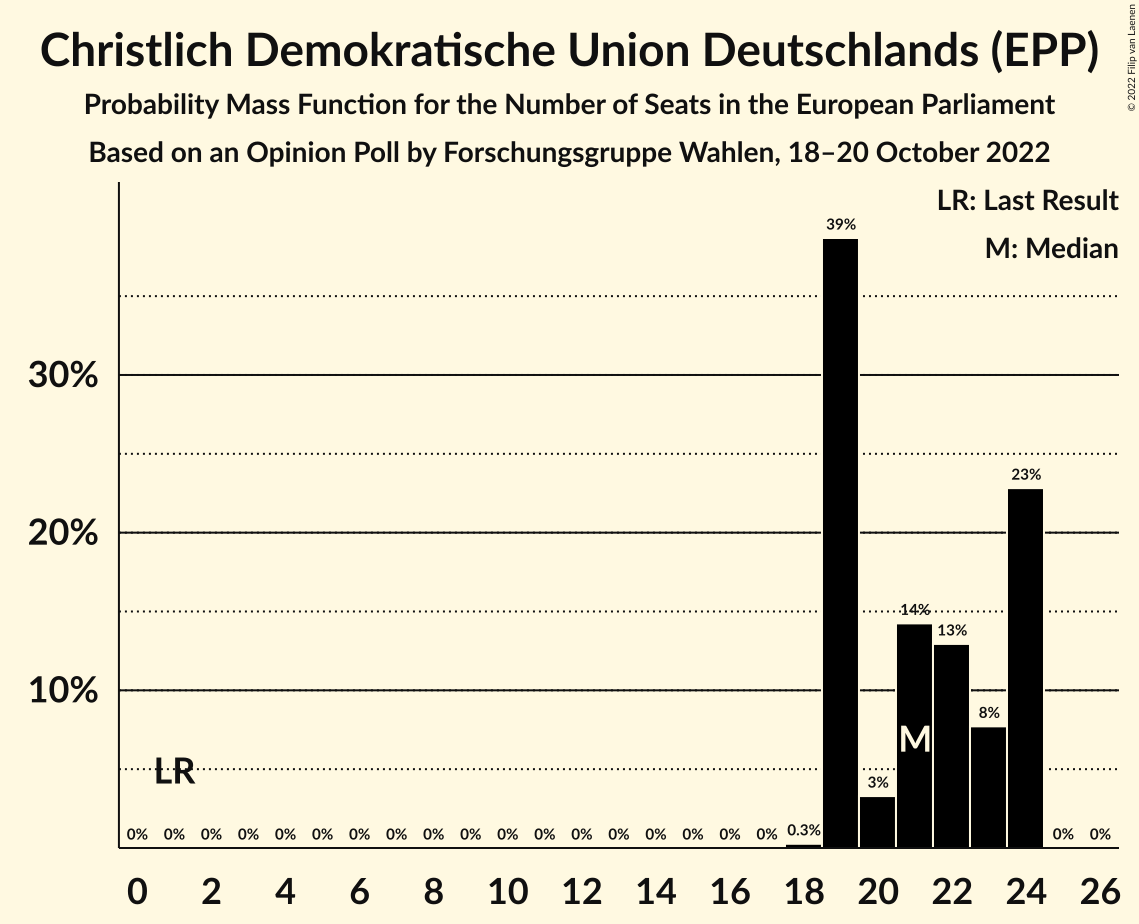 Christlich Demokratische Union Deutschlands (EPP)
Probability Mass Function for the Number of Seats in the European Parliament
Based on an Opinion Poll by Forschungsgruppe Wahlen, 18–20 October 2022
© 2022 Filip van Laenen
LR: Last Result
M: Median
39%
30%
23%
20%
14%
13%
10%
8%
M
LR
3%
0% 0% 0% 0% 0% 0% 0% 0% 0% 0% 0% 0% 0% 0% 0% 0% 0% 0% 0.3% 0% 0%
0 2 4 6 8 10 12 14 16 18 20 22 24 26